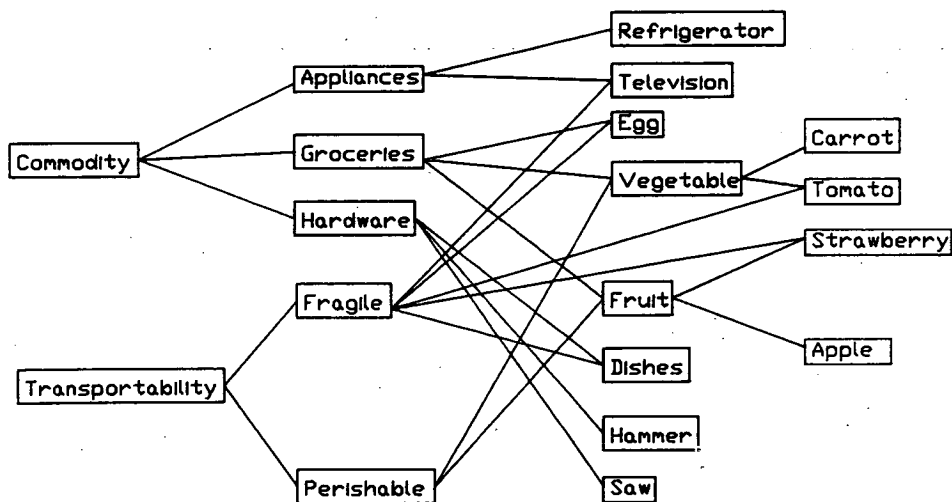 Refrigerator
Appliances
Television
Egg
Carrot
Commodity
Groceries
Vegetable
Tomato
Hardware
Strawberry
Fragile
Fruit
Apple
Dishes
Transportability
Hammer
Perishable
Saw